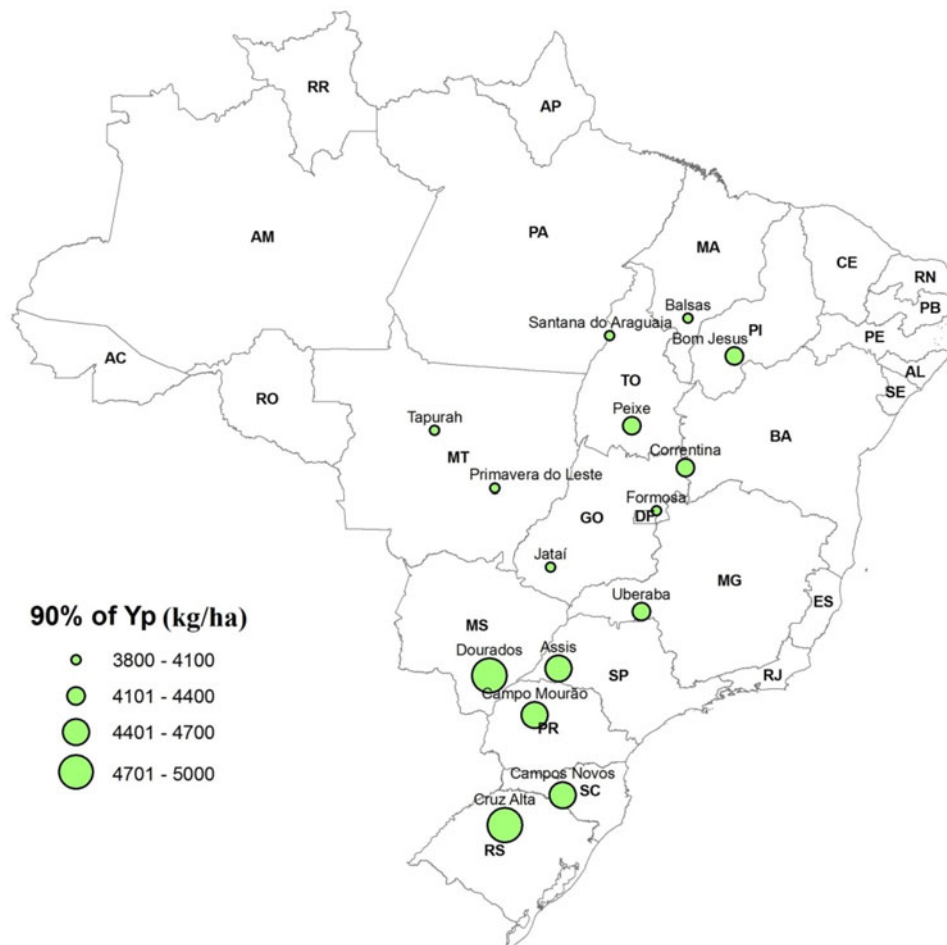 RR
AP
AM
PA
MA
CE
RN
PB
Balsas
Santana do Araguaia
PI
PE
Bom Jesus
AC
AL
TO
SE
RO
Peixe
Tapurah
BA
MT
Correntina
Primavera do Leste
Formosa
GO
DF
Jataí
MG
Uberaba
ES
90% of Yp (kg/ha)
MS
Dourados
Assis
3800 - 4100
SP
RJ
4101 - 4400
Campo Mourão
PR
4401 - 4700
4701 - 5000
Campos Novos
SC
Cruz Alta
RS